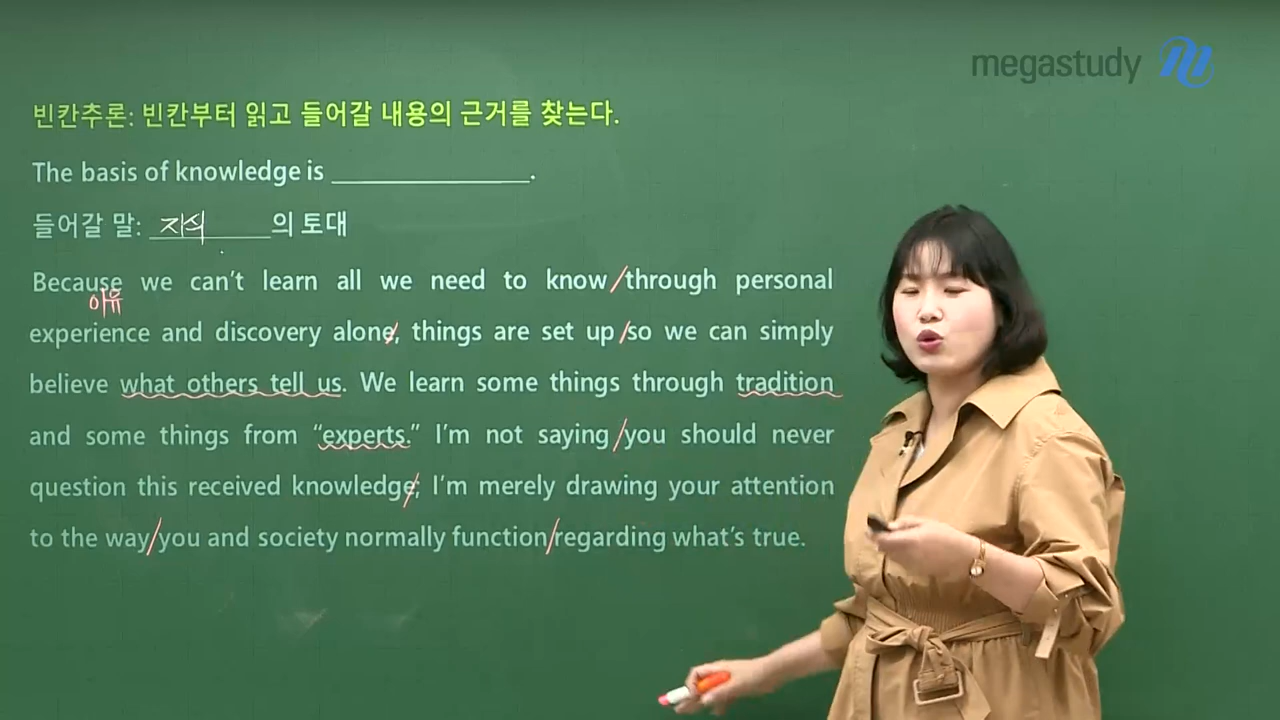 megastudy
빈칸추론: 빈칸부터 읽고 들어갈 내용의 근거를 찾는다.
The basis of knowledge is ______________.
들어갈 말: 지식 의 토대
Because we can't learn all we need to know / through personal
이유
experience and discovery alone/, things are set up / so we can simply
believe what others tell us. We learn some things through tradition
and some things from “experts.” I'm not saying / you should never
question this received knowledge/; I'm merely drawing your attention
to the way / you and society normally function / regarding what's true.